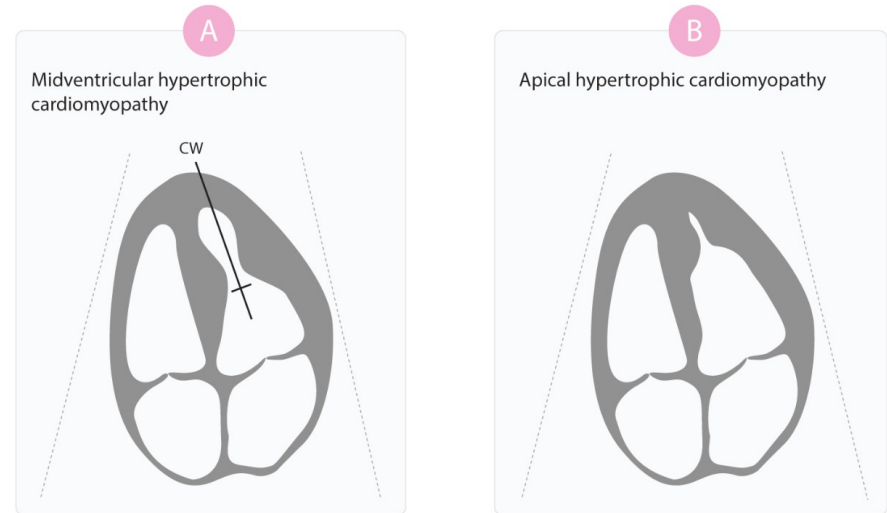 A
Midventricular hypertrophic
cardiomyopathy
CW
B
Apical hypertrophic cardiomyopathy